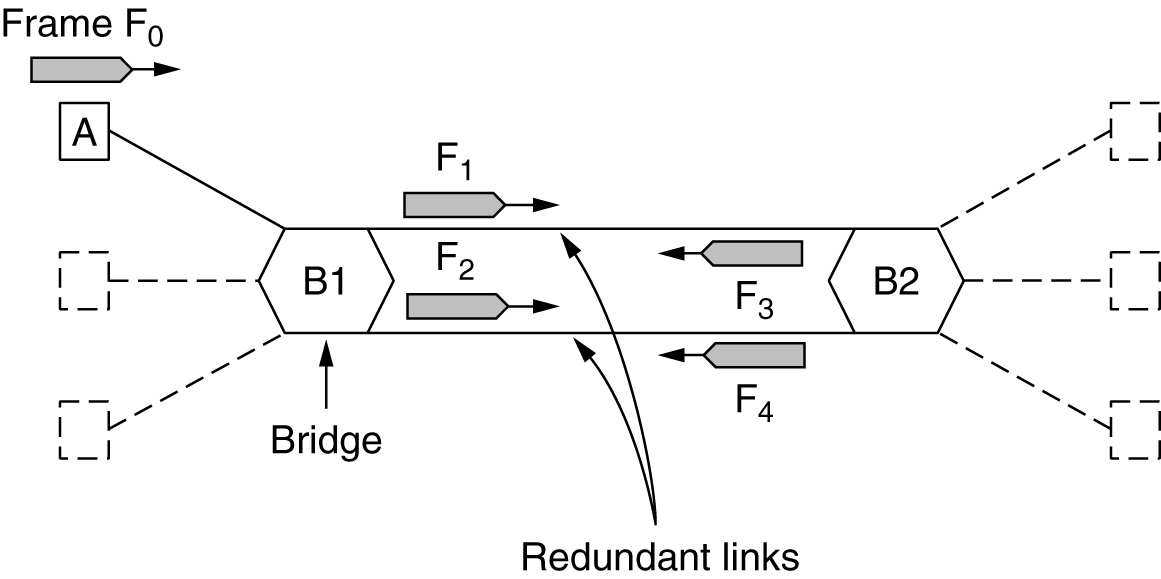 Frame F₀
A
F₁
F₂
B1
B2
F₃
F₄
Bridge
Redundant links